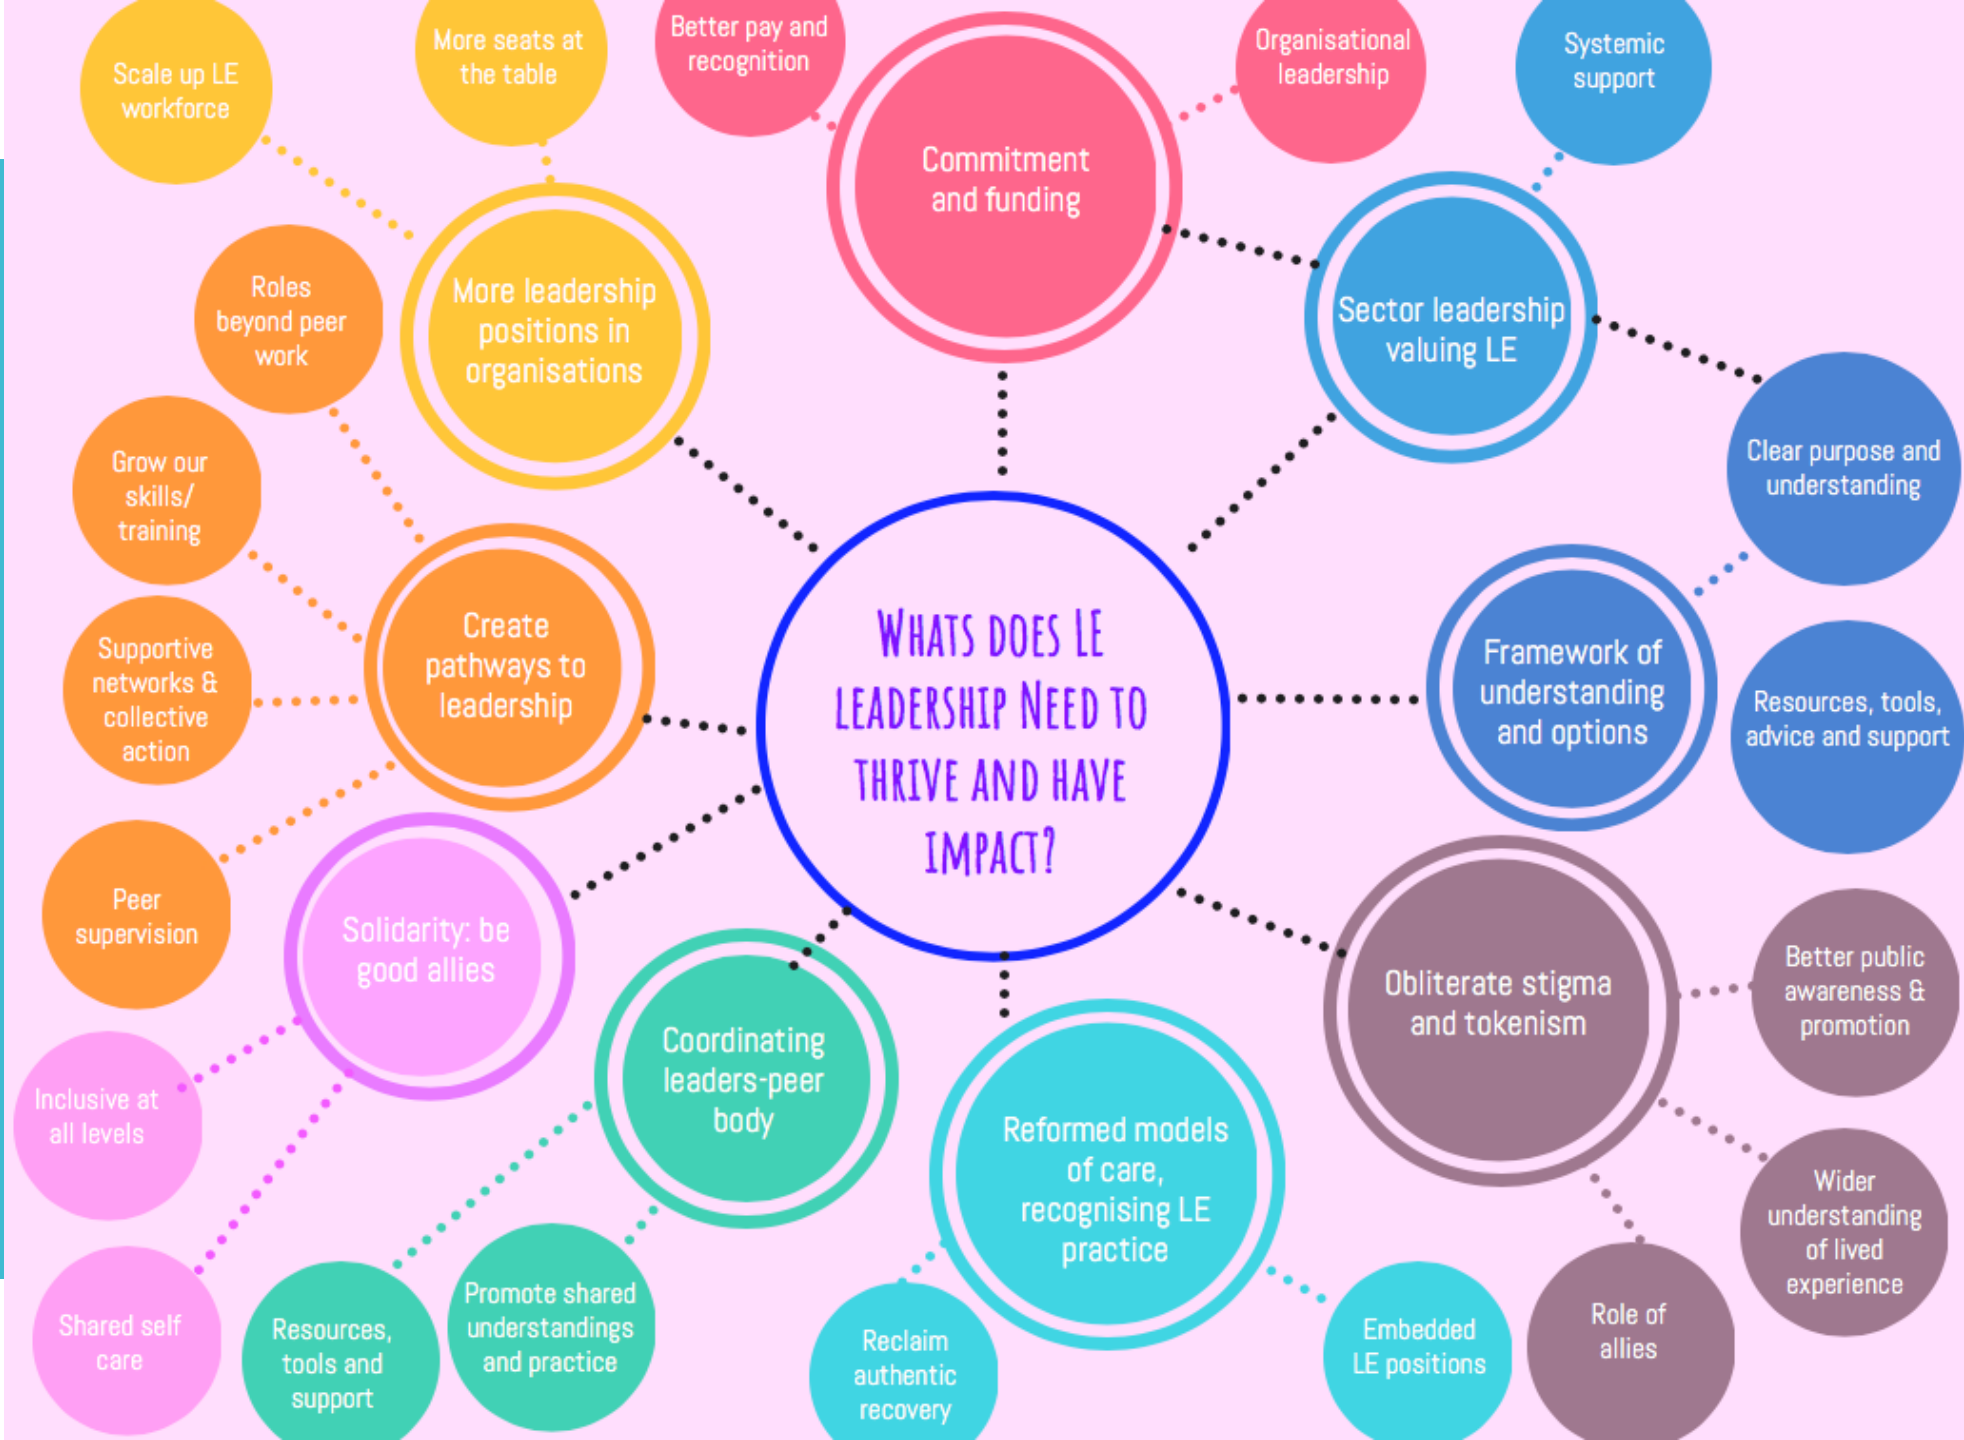 Scale up LE
workforce
More seats at
the table
Better pay and
recognition
Commitment
and funding
Organisational
leadership
Systemic
support
Roles
beyond peer
work
More leadership
positions in
organisations
Sector leadership
valuing LE
Grow our
skills/
training
Clear purpose and
understanding
Supportive
networks &
collective
action
Create
pathways to
leadership
WHATS DOES LE
LEADERSHIP NEED TO
THRIVE AND HAVE
IMPACT?
Framework of
understanding
and options
Resources, tools,
advice and support
Peer
supervision
Solidarity: be
good allies
Coordinating
leaders-peer
body
Obliterate stigma
and tokenism
Better public
awareness &
promotion
Inclusive at
all levels
Reformed models
of care,
recognising LE
practice
Wider
understanding
of lived
experience
Shared self
care
Resources,
tools and
support
Promote shared
understandings
and practice
Reclaim
authentic
recovery
Embedded
LE positions
Role of
allies